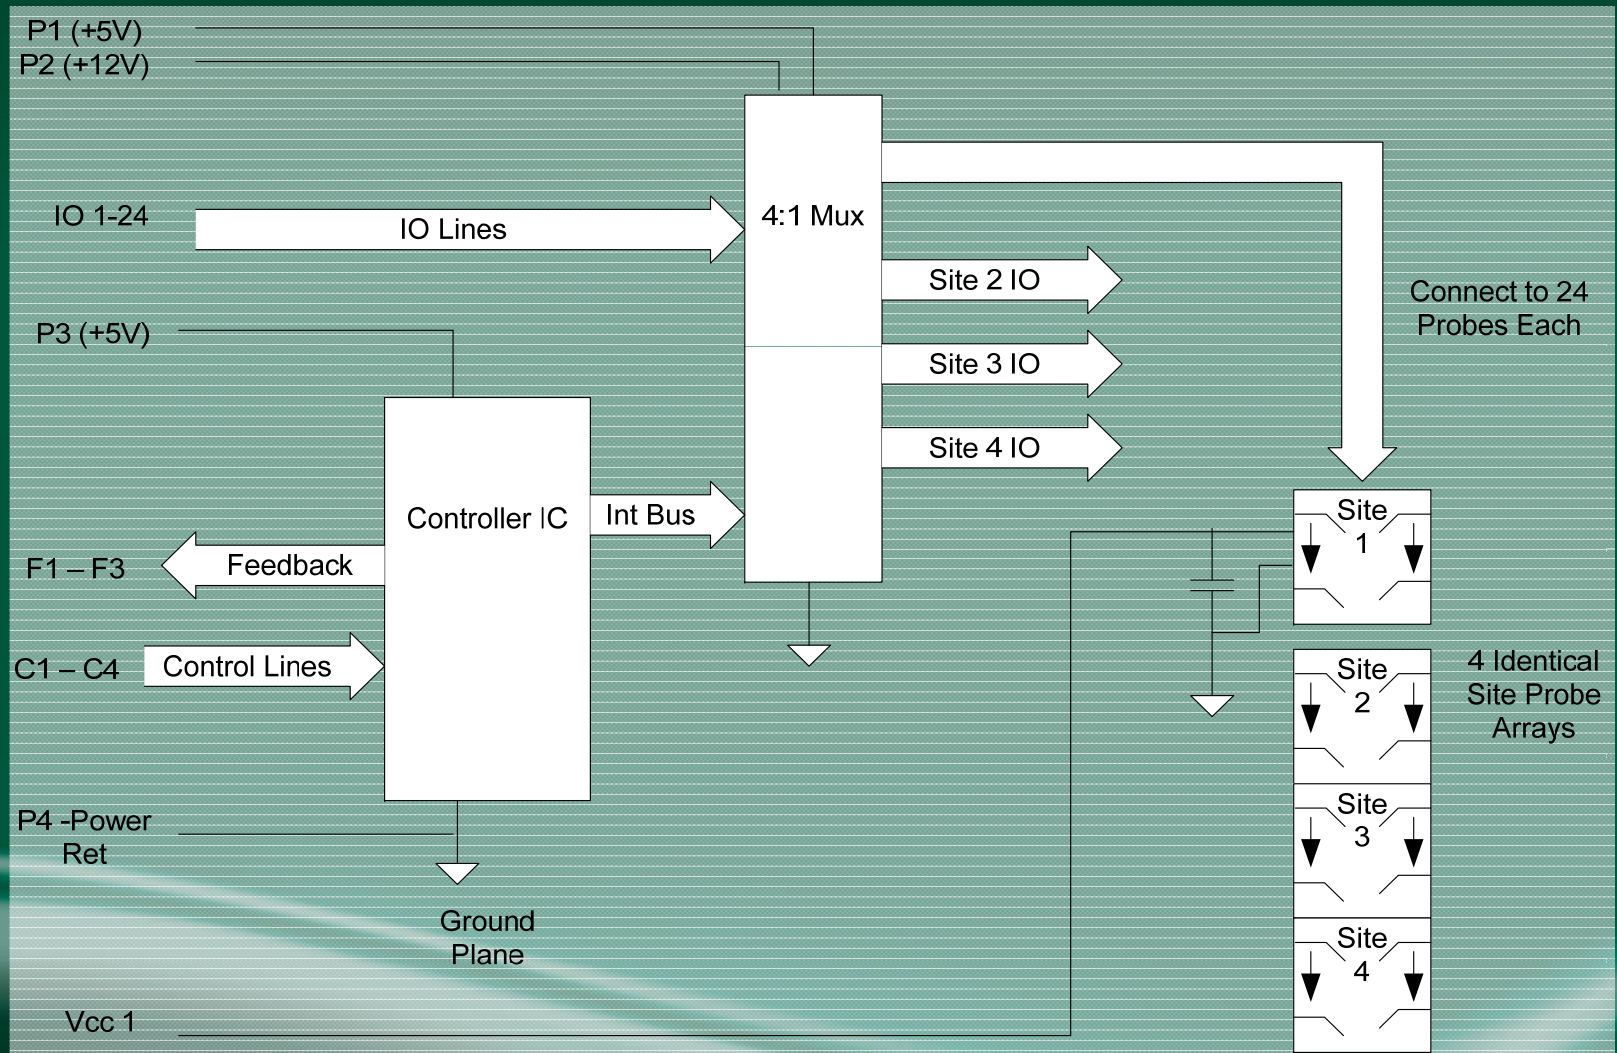 P1 (+5V)
P2 (+12V)
IO 1-24
IO Lines
4:1 Mux
Site 2 IO
Site 3 IO
Site 4 IO
Connect to 24
Probes Each
P3 (+5V)
Controller IC
Int Bus
F1 – F3
Feedback
C1 – C4
Control Lines
Site
1
Site
2
Site
3
Site
4
4 Identical
Site Probe
Arrays
P4 -Power
Ret
Ground
Plane
Vcc 1